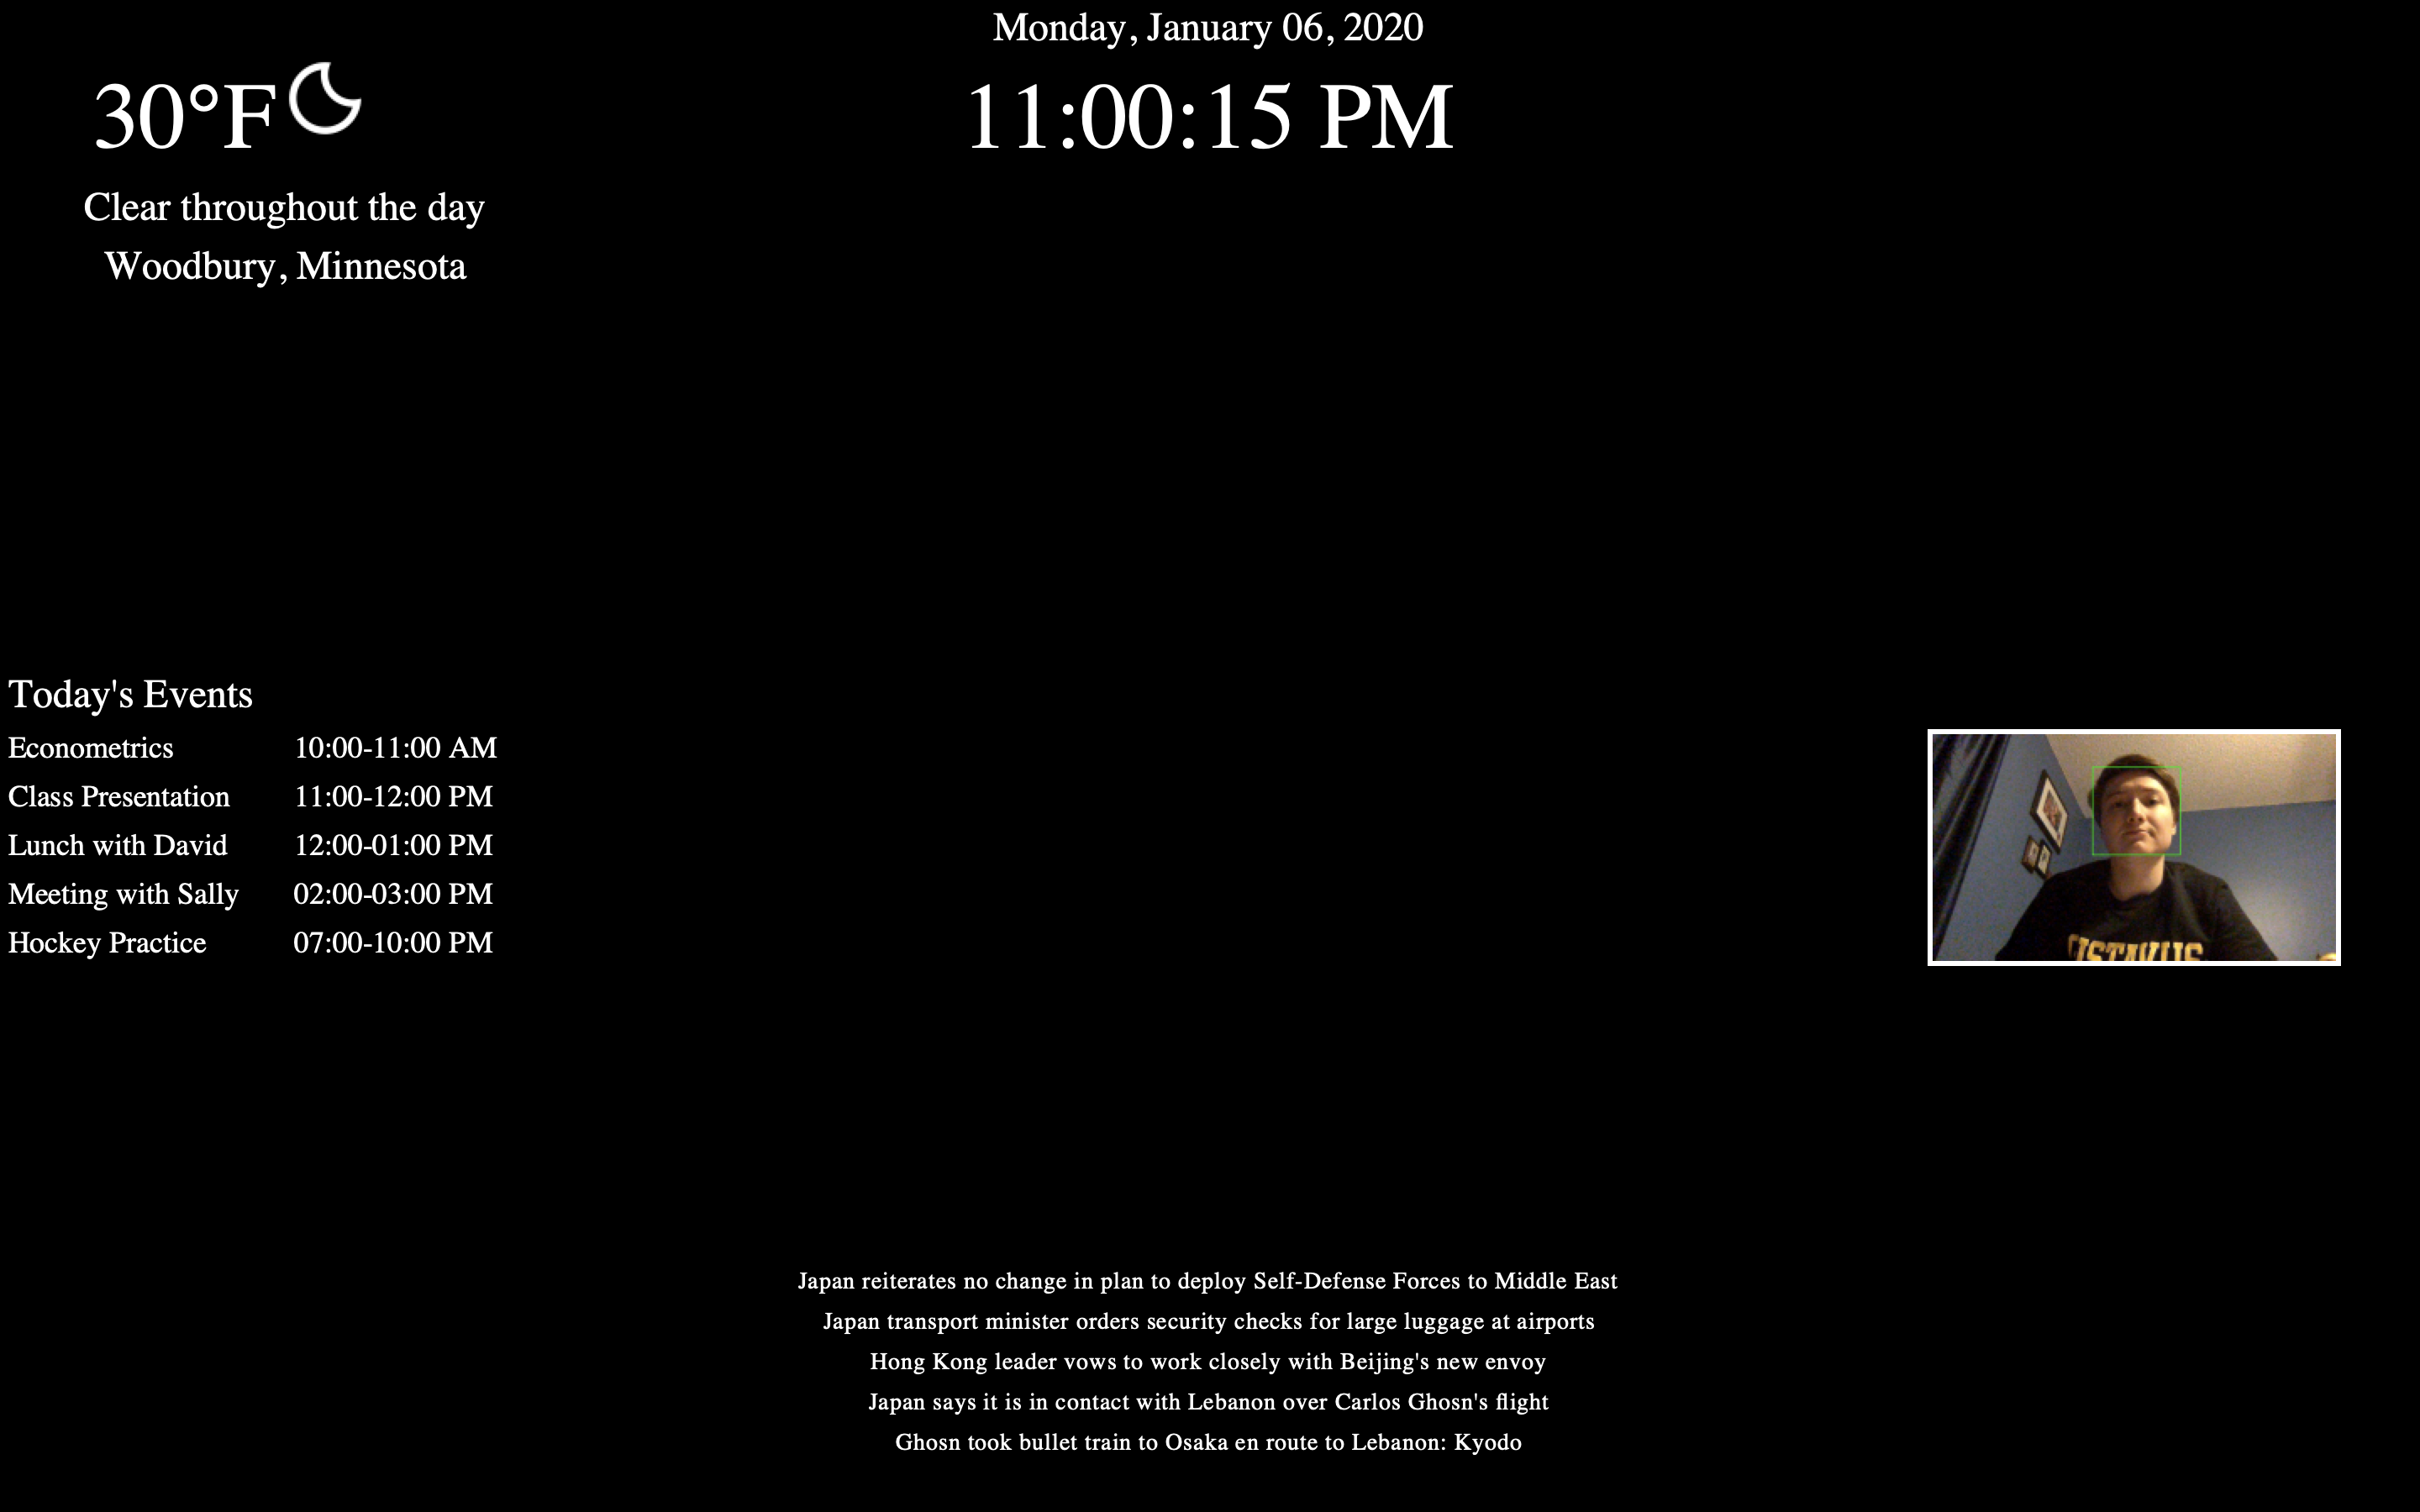 Monday, January 06, 2020
11:00:15 PM
30°F
Clear throughout the day
Woodbury, Minnesota
Today's Events
Econometrics 10:00-11:00 AM
Class Presentation 11:00-12:00 PM
Lunch with David 12:00-01:00 PM
Meeting with Sally 02:00-03:00 PM
Hockey Practice 07:00-10:00 PM
Japan reiterates no change in plan to deploy Self-Defense Forces to Middle East
Japan transport minister orders security checks for large luggage at airports
Hong Kong leader vows to work closely with Beijing's new envoy
Japan says it is in contact with Lebanon over Carlos Ghosn's flight
Ghosn took bullet train to Osaka en route to Lebanon: Kyodo